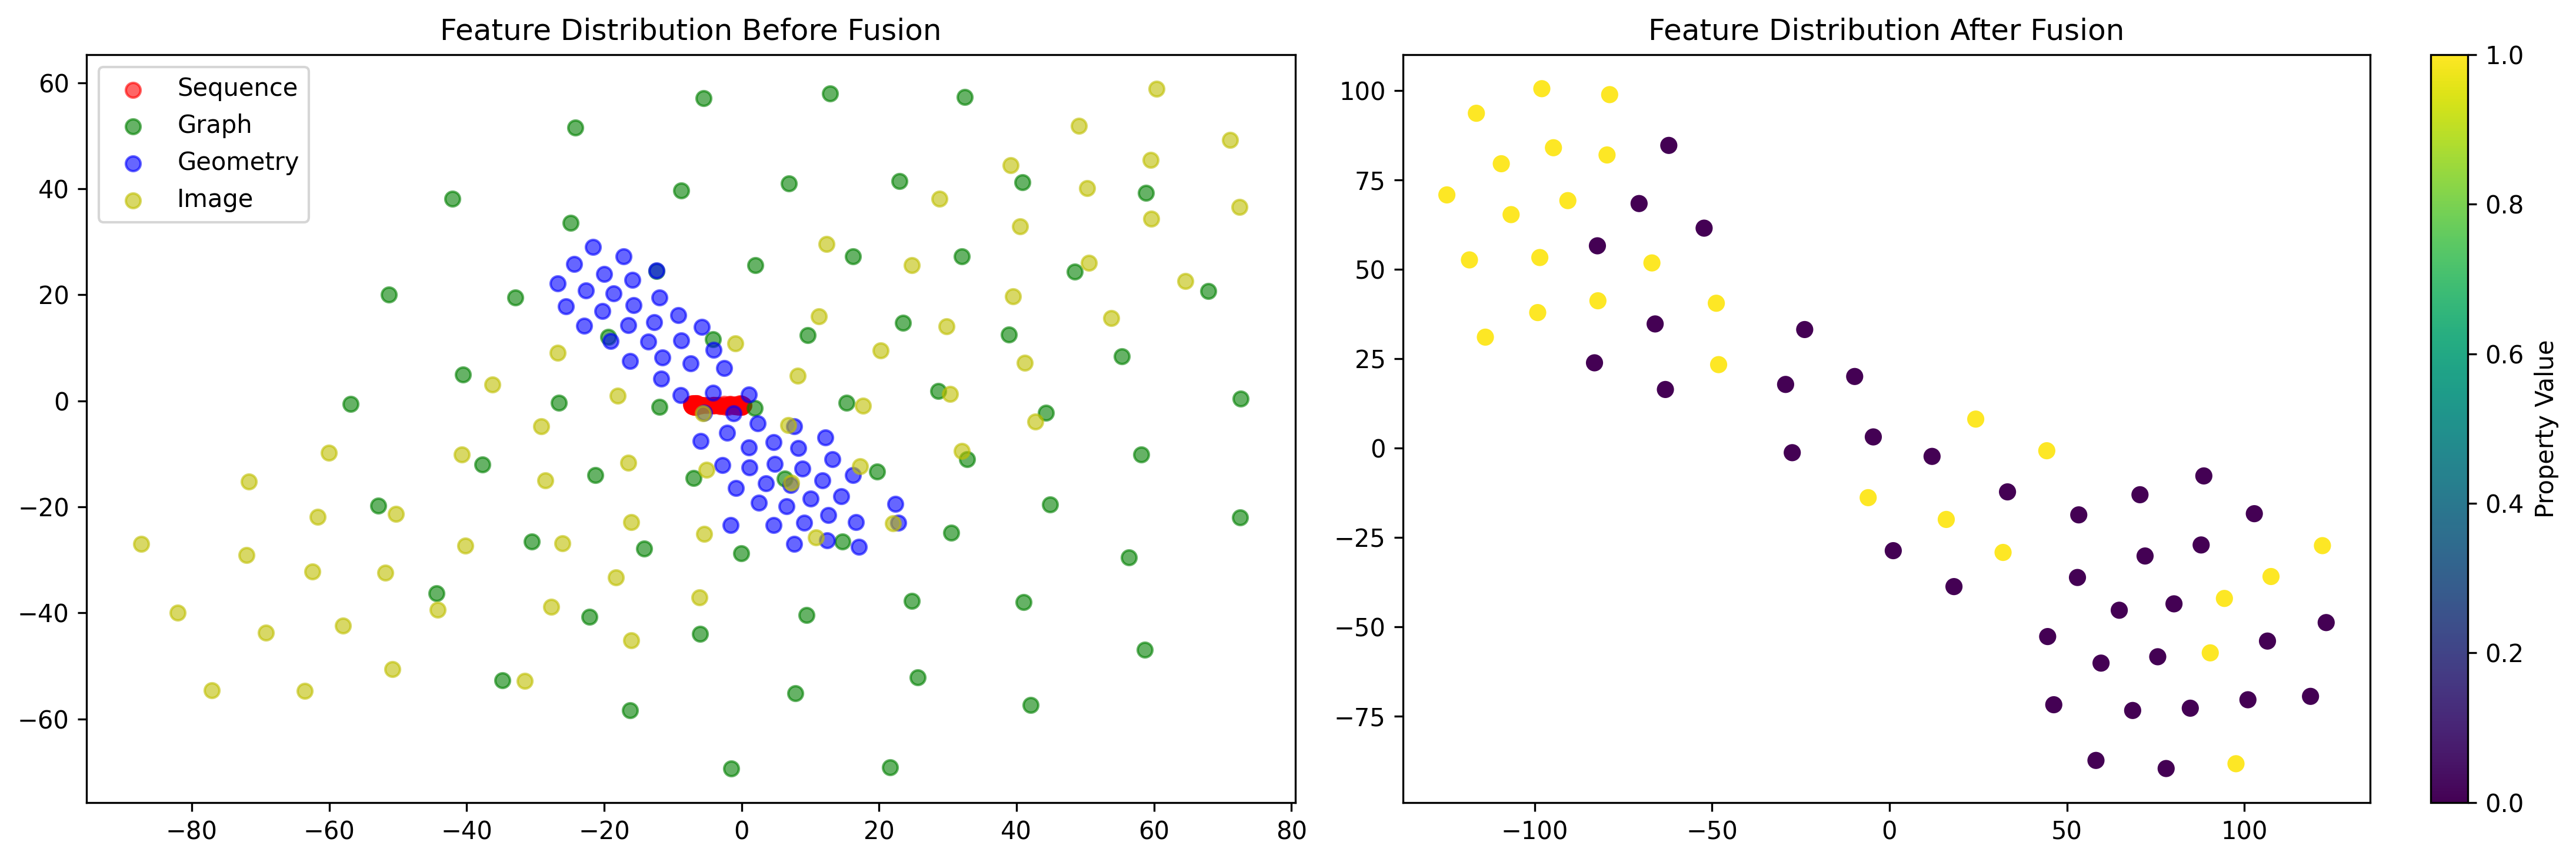 Feature Distribution Before Fusion
Sequence
Graph
Geometry
Image
60
40
20
0
−20
−40
−60
−80 −60 −40 −20 0 20 40 60 80
Feature Distribution After Fusion
100
75
50
25
0
−25
−50
−75
−100 −50 0 50 100
1.0
0.8
0.6
0.4
0.2
0.0
Property Value